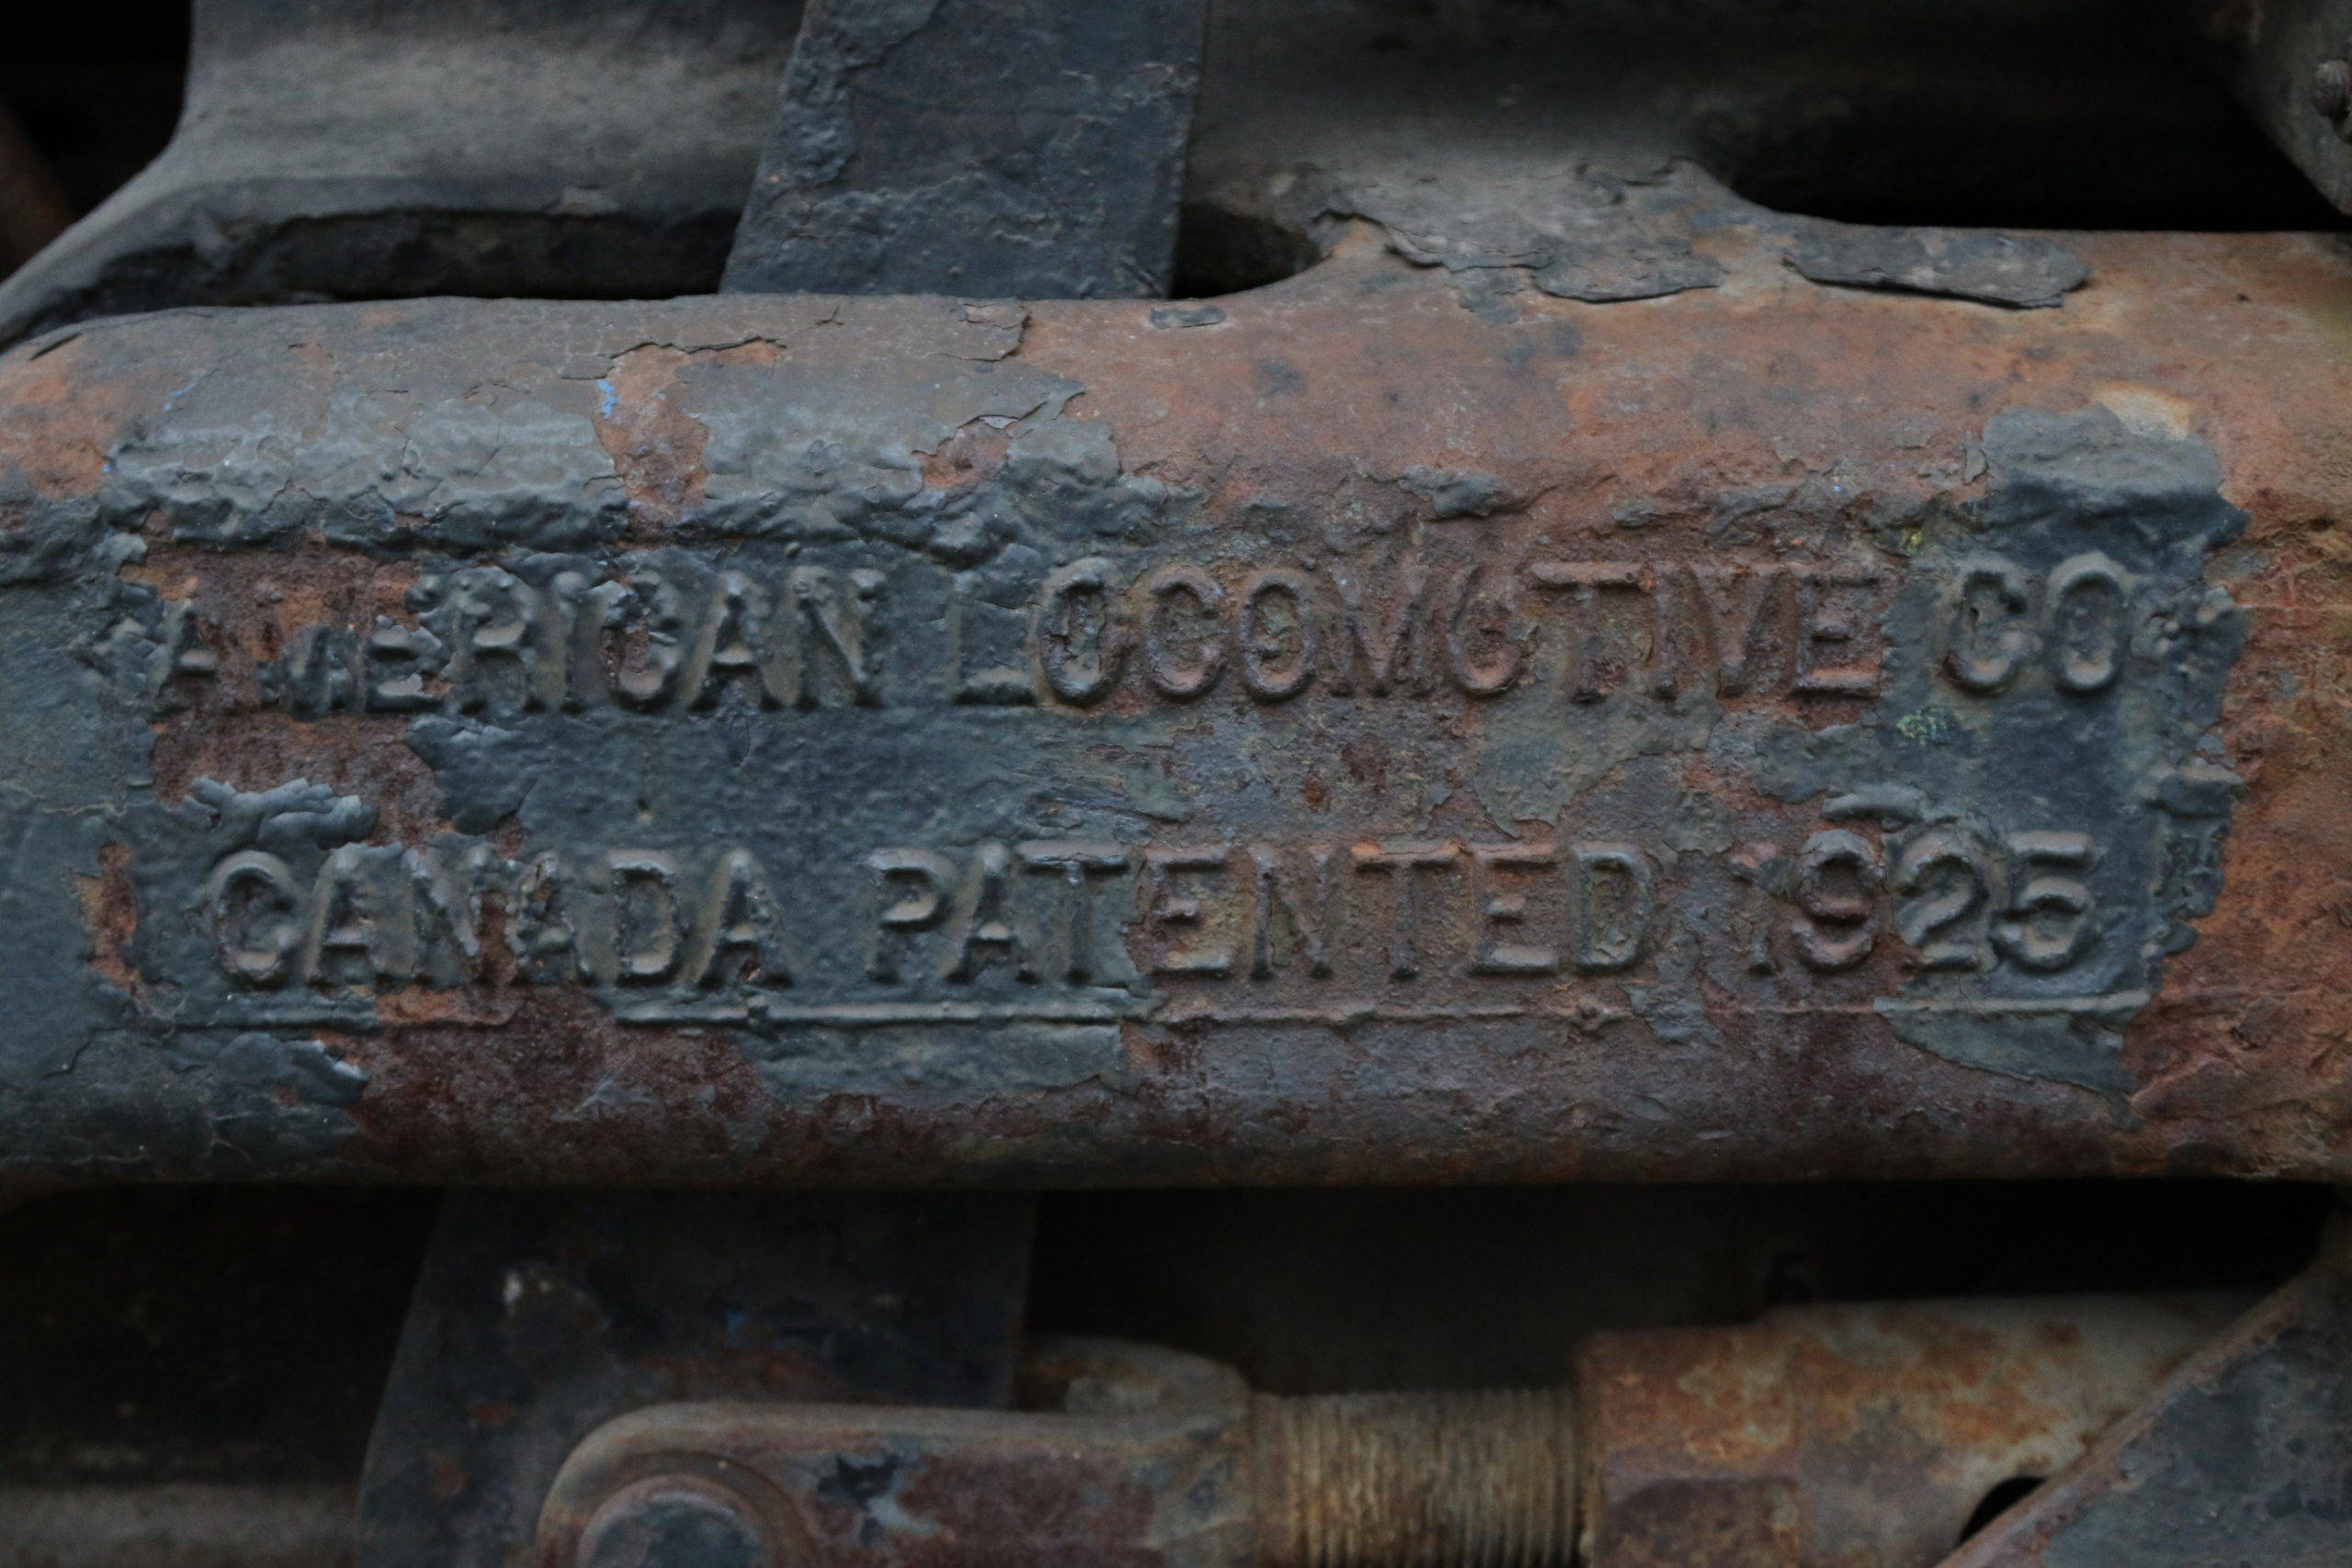 AMERICAN LOCOMOTIVE CO
CANADA PATENTED 1925